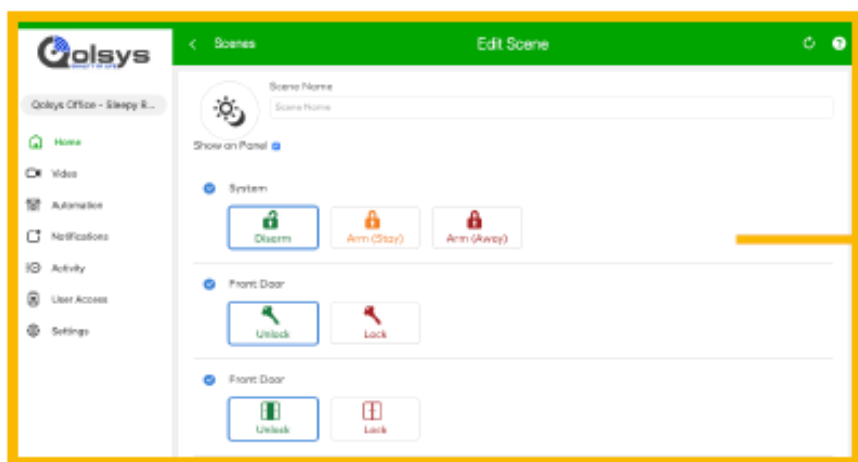 Qolsys
Scenes
Edit Scene
Qolsys Office - Sleepy R...
Home
Video
Automation
Notifications
Activity
User Access
Settings
Scene Name
Scene Name
Show on Panel
System
Disarm
Arm (Stay)
Arm (Away)
Front Door
Unlock
Lock
Front Door
Unlock
Lock